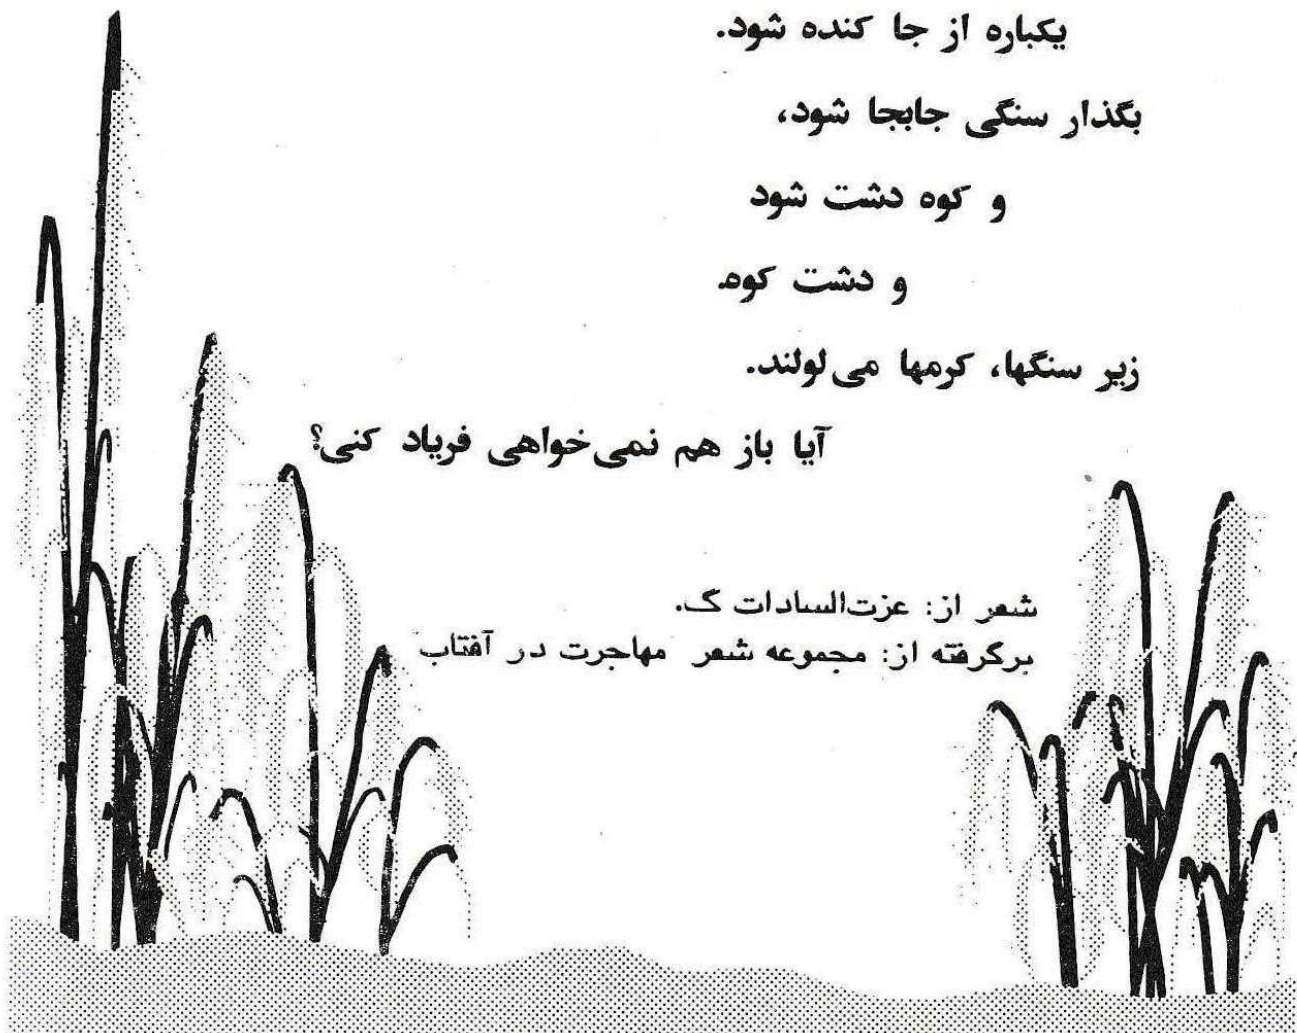 یکباره از جا کنده شود.
بگذار سنگی جابجا شود،
و کوه دشت شود
و دشت کوه.
زیر سنگها، کرمها می‌لولند.
آیا باز هم نمی‌خواهی فریاد کنی؟
شعر از: عزت‌السادات گ.
برگرفته از: مجموعه شعر مهاجرت در آفتاب